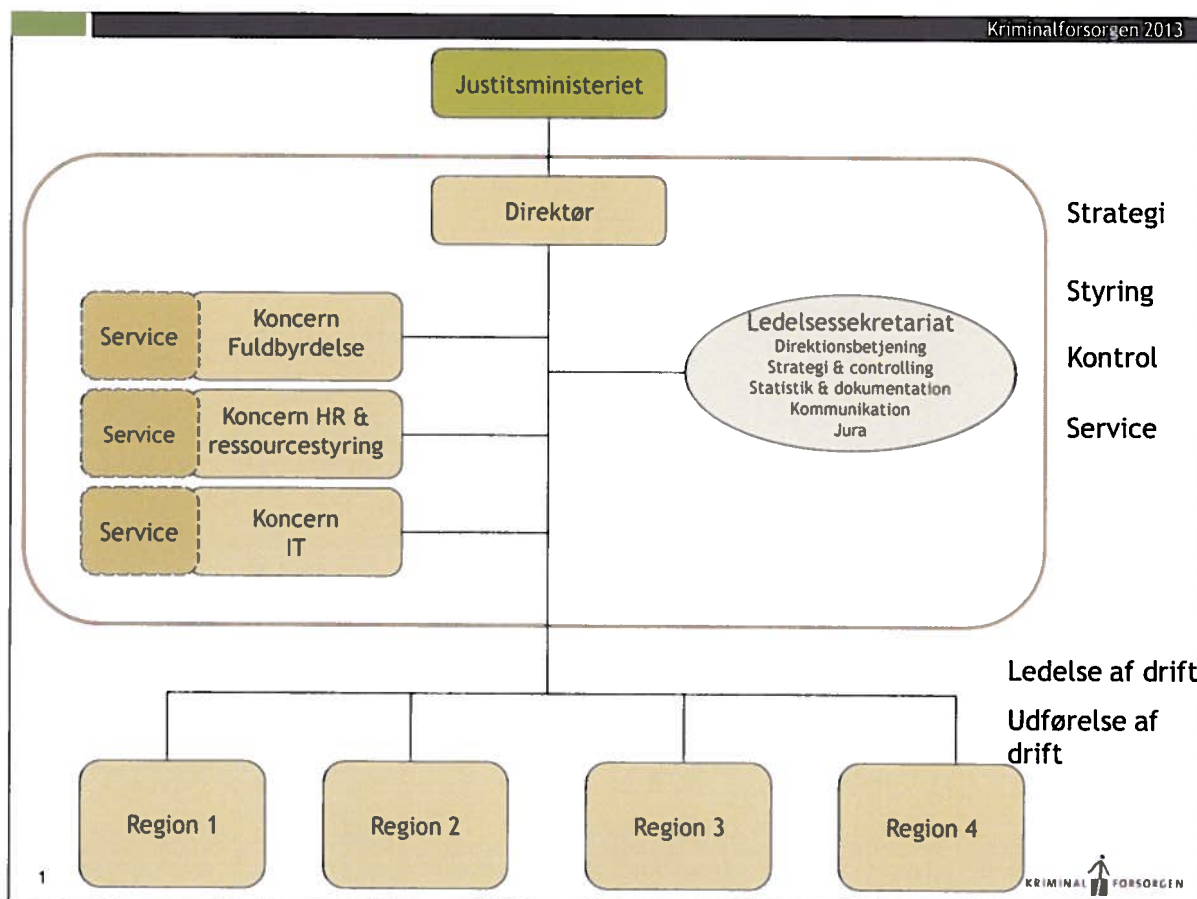 Kriminalforsorgen 2013
Justitsministeriet
Direktør
Strategi
Styring
Kontrol
Service
Service
Koncern
Fuldbyrdelse
Service
Koncern HR &
ressourcestyring
Service
Koncern
IT
Ledelsessekretariat
Direktionsbetjening
Strategi & controlling
Statistik & dokumentation
Kommunikation
Jura
Ledelse af drift
Udførelse af
drift
Region 1
Region 2
Region 3
Region 4
1
KRIMINAL FORSORGEN